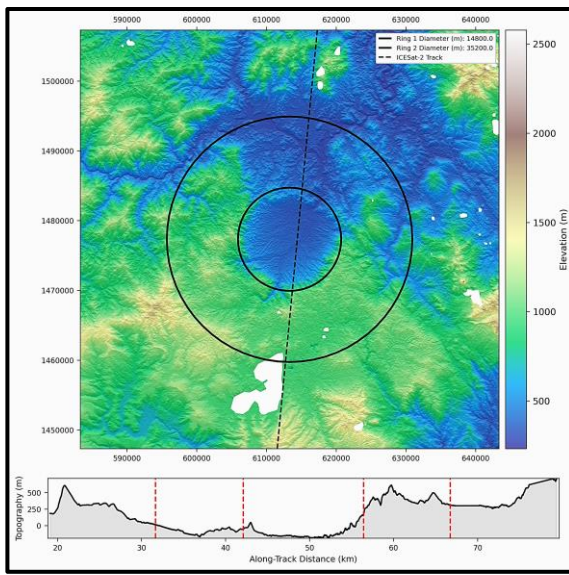 590000 600000 610000 620000 630000 640000
Ring 1 Diameter (m): 14800.0
Ring 2 Diameter (m): 35200.0
ICESat-2 Track
1500000
1490000
1480000
1470000
1460000
1450000
590000 600000 610000 620000 630000 640000
2500
2000
1500
1000
500
Elevation (m)
Topography (m)
500
250
0
20 30 40 50 60 70
Along-Track Distance (km)